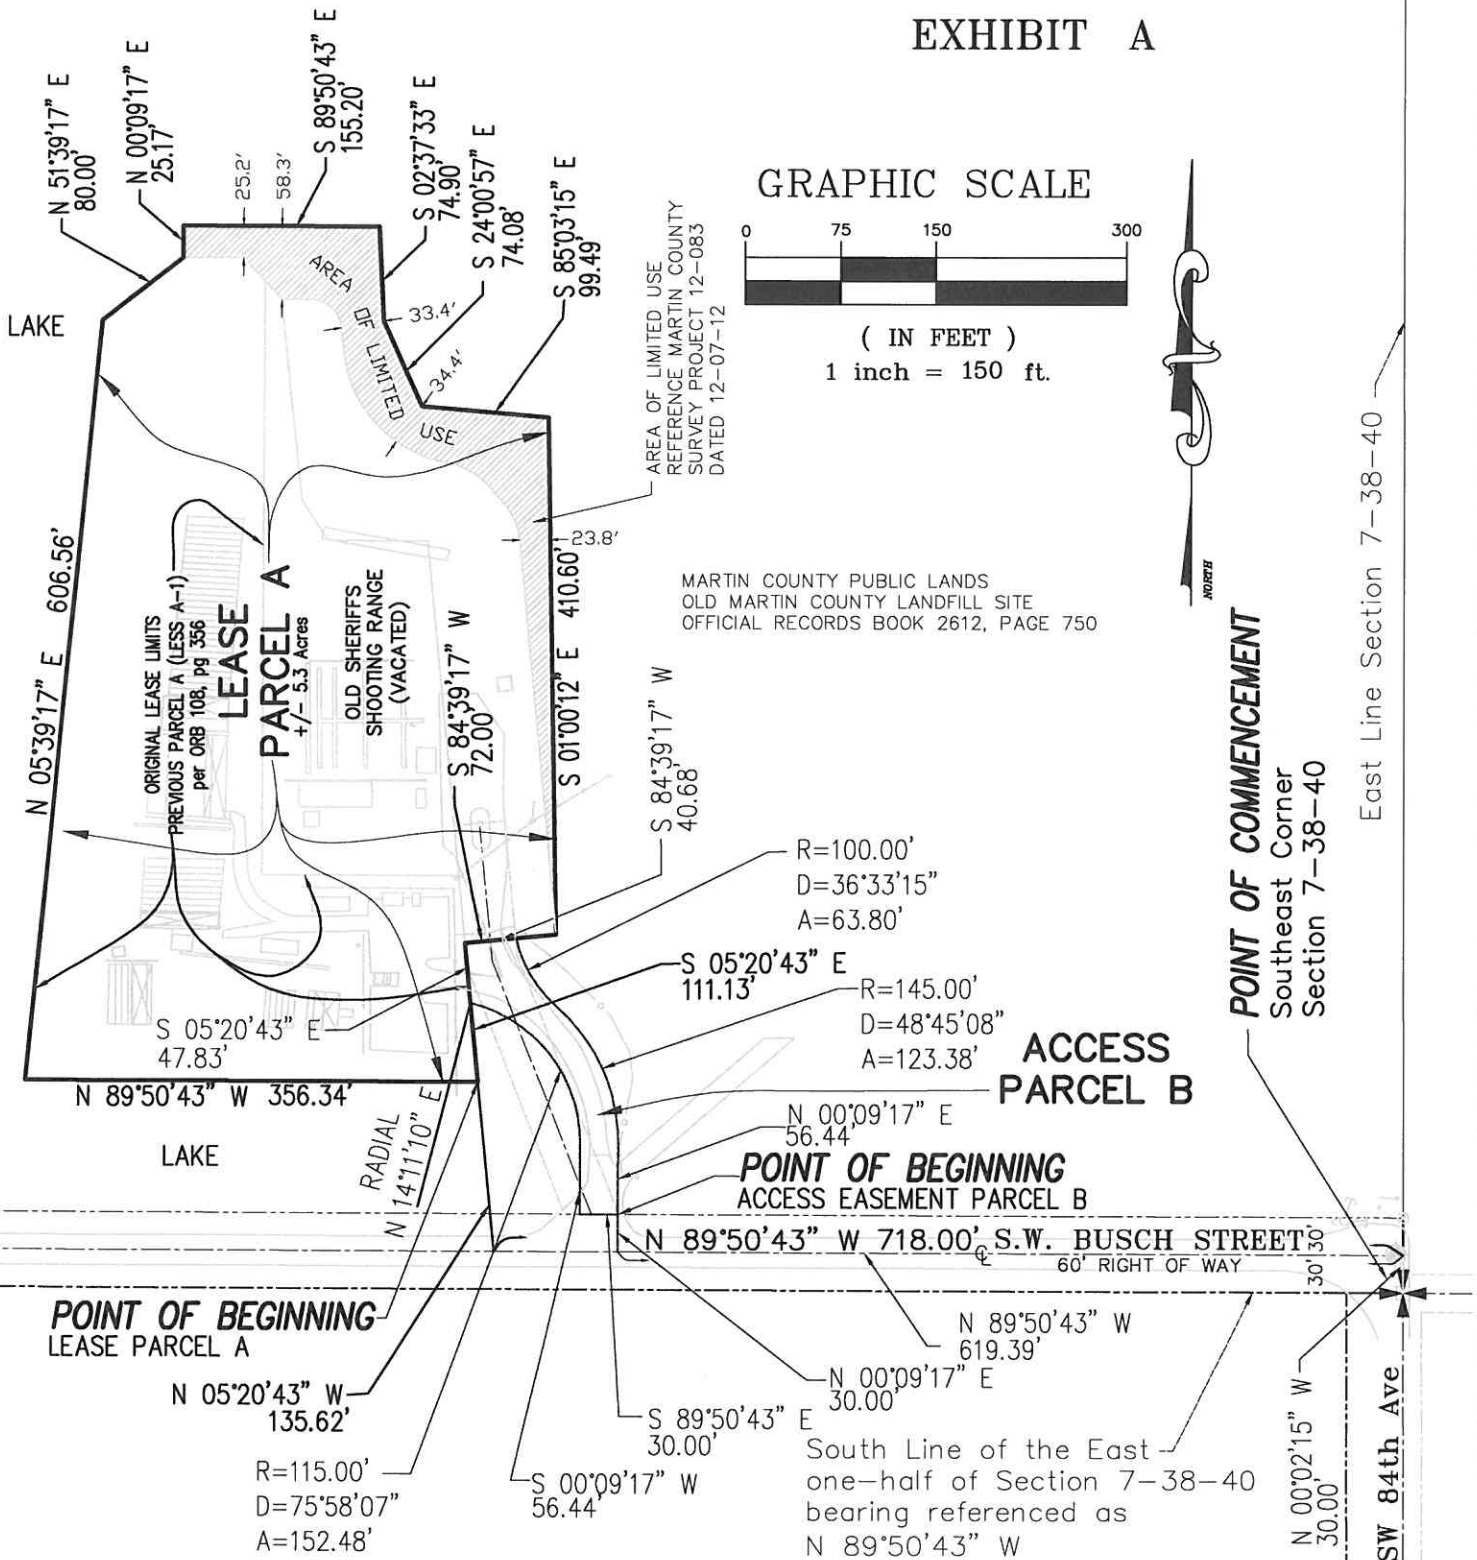 EXHIBIT A
N 51°39'17" E
80.00'
N 00°09'17" E
25.17'
25.2'
58.3'
S 89°50'43" E
155.20'
S 02°37'33" E
74.90'
S 24°00'57" E
74.08'
S 85°03'15" E
99.49'
GRAPHIC SCALE
0 75 150 300
( IN FEET )
1 inch = 150 ft.
NORTH
LAKE
AREA
OF LIMITED
USE
33.4'
34.4'
23.8'
AREA OF LIMITED USE
REFERENCE MARTIN COUNTY
SURVEY PROJECT 12-083
DATED 12-07-12
East Line Section 7-38-40
MARTIN COUNTY PUBLIC LANDS
OLD MARTIN COUNTY LANDFILL SITE
OFFICIAL RECORDS BOOK 2612, PAGE 750
N 05°39'17" E 606.56'
ORIGINAL LEASE LIMITS
PREVIOUS PARCEL A (LESS A-1)
per ORB 108, pg 356
LEASE
PARCEL A
+/- 5.3 Acres
OLD SHERIFFS
SHOOTING RANGE
(VACATED)
S 84°39'17" W
72.00'
S 01°00'12" E 410.60'
S 84°39'17" W
40.68'
POINT OF COMMENCEMENT
Southeast Corner
Section 7-38-40
R=100.00'
D=36°33'15"
A=63.80'
S 05°20'43" E
111.13'
R=145.00'
D=48°45'08"
A=123.38'
ACCESS
PARCEL B
S 05°20'43" E
47.83'
N 89°50'43" W 356.34'
RADIAL
N 14°11'10" E
N 00°09'17" E
56.44'
LAKE
POINT OF BEGINNING
ACCESS EASEMENT PARCEL B
N 89°50'43" W 718.00'
S.W. BUSCH STREET
60' RIGHT OF WAY
30'
30'
POINT OF BEGINNING
LEASE PARCEL A
N 89°50'43" W
619.39'
N 05°20'43" W
135.62'
N 00°09'17" E
30.00'
S 89°50'43" E
30.00'
R=115.00'
D=75°58'07"
A=152.48'
S 00°09'17" W
56.44'
South Line of the East
one-half of Section 7-38-40
bearing referenced as
N 89°50'43" W
N 00°02'15" W
30.00'
SW 84th Ave